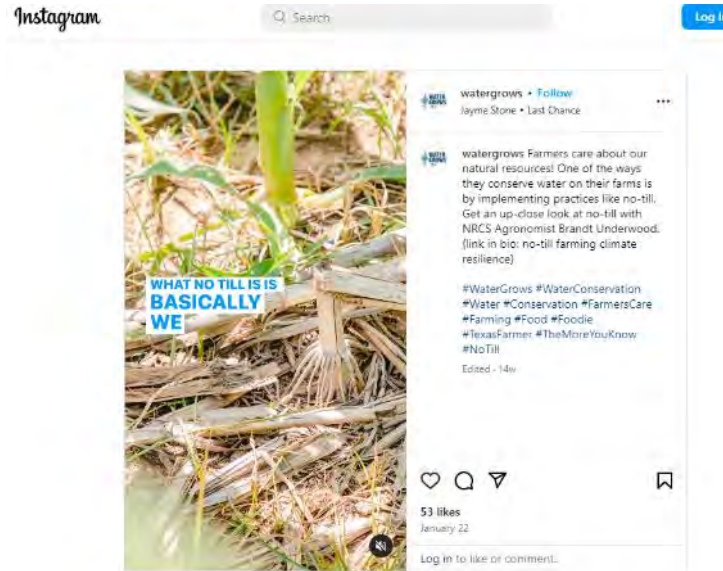 Instagram
Search
Log I
watergrows • Follow
Jayme Stone • Last Chance
watergrows Farmers care about our
natural resources! One of the ways
they conserve water on their farms is
by implementing practices like no-till.
Get an up-close look at no-till with
NRCS Agronomist Brandt Underwood.
(link in bio: no-till farming climate
resilience)
#WaterGrows #WaterConservation
#Water #Conservation #FarmersCare
#Farming #Food #Foodie
#TexasFarmer #TheMoreYouKnow
#NoTill
Edited · 14w
WHAT NO TILL IS IS
BASICALLY
WE
53 likes
January 22
Log in to like or comment.